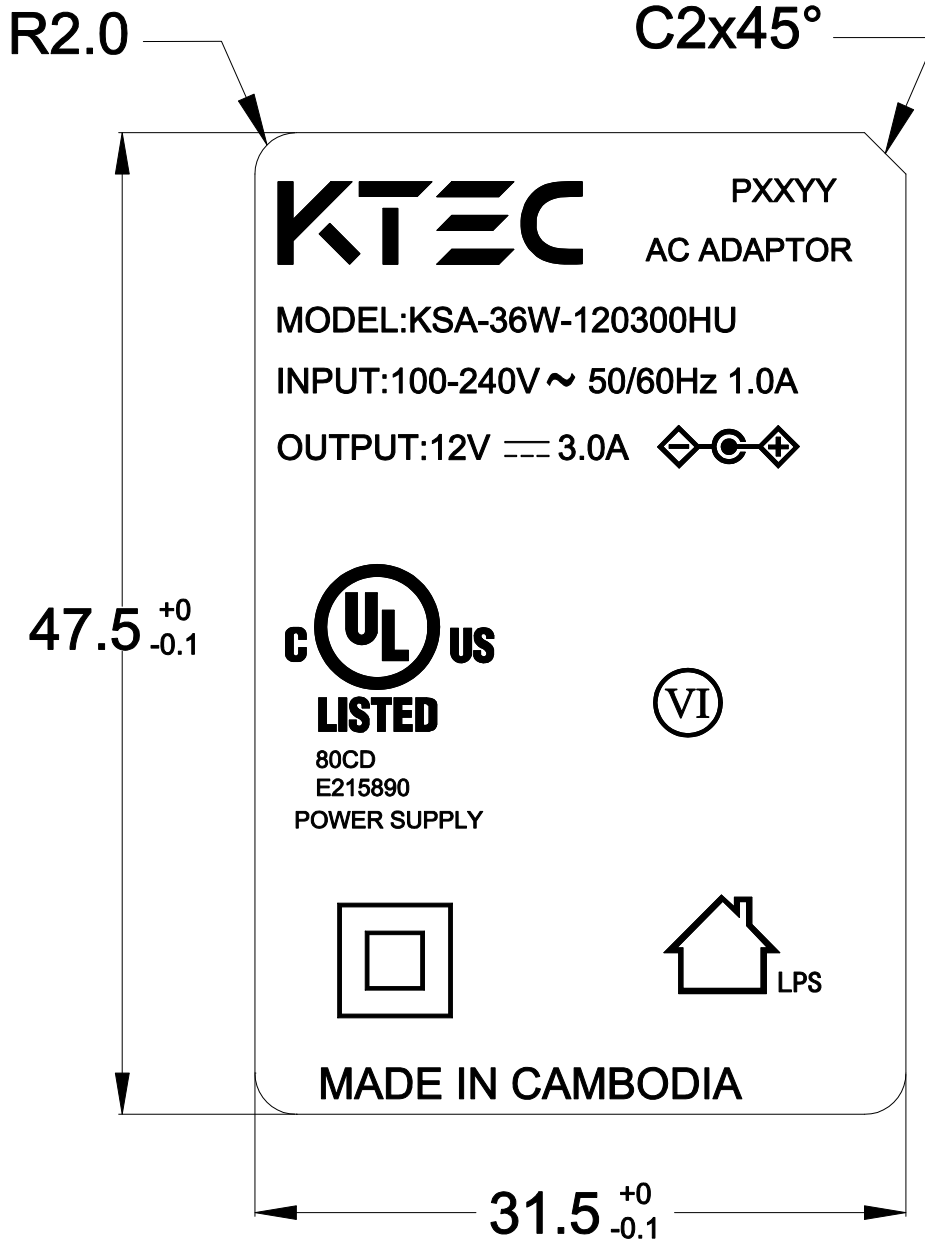 R2.0
C2x45°
KTEC
PXXYY
AC ADAPTOR
MODEL:KSA-36W-120300HU
INPUT:100-240V~ 50/60Hz 1.0A
OUTPUT:12V ⎓ 3.0A
47.5 +0 -0.1
C UL US
LISTED
VI
80CD
E215890
POWER SUPPLY
LPS
MADE IN CAMBODIA
31.5 +0 -0.1